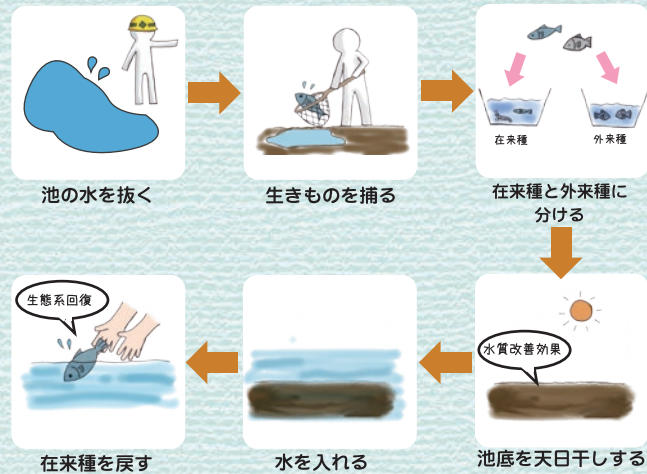 池の水を抜く
生きものを捕る
在来種
外来種
在来種と外来種に
分ける
水質改善効果
池底を天日干しする
水を入れる
生態系回復
在来種を戻す